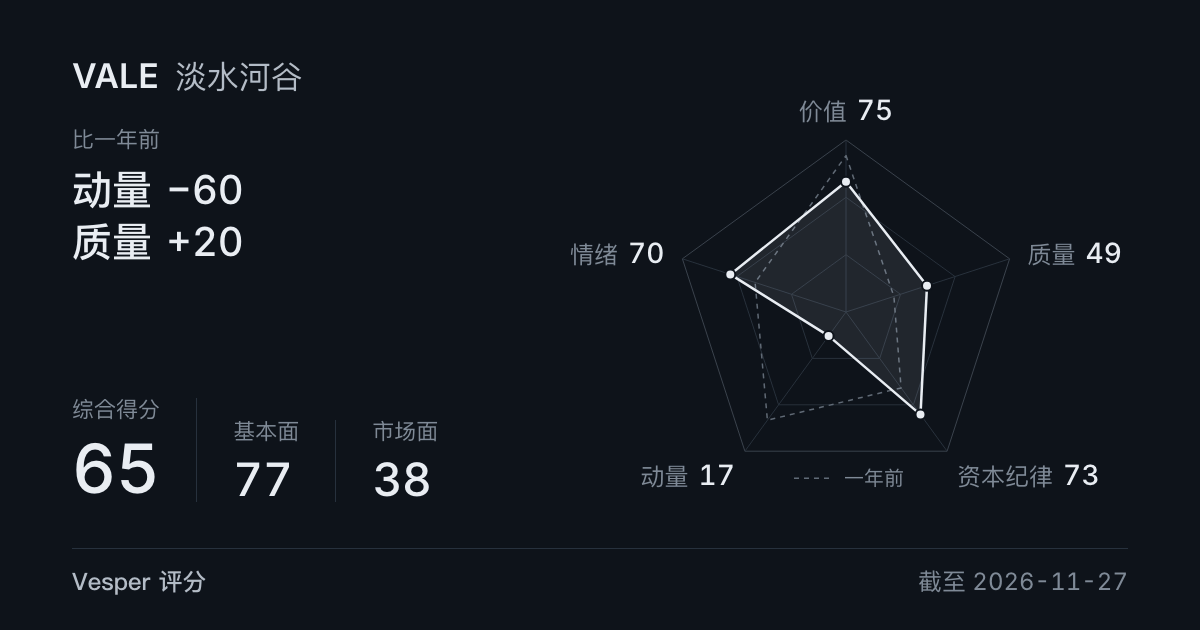 VALE 淡水河谷
比一年前
动量 −60
质量 +20
综合得分
65
基本面
77
市场面
38
价值 75
情绪 70
质量 49
动量 17
一年前
资本纪律 73
Vesper 评分
截至 2026-11-27